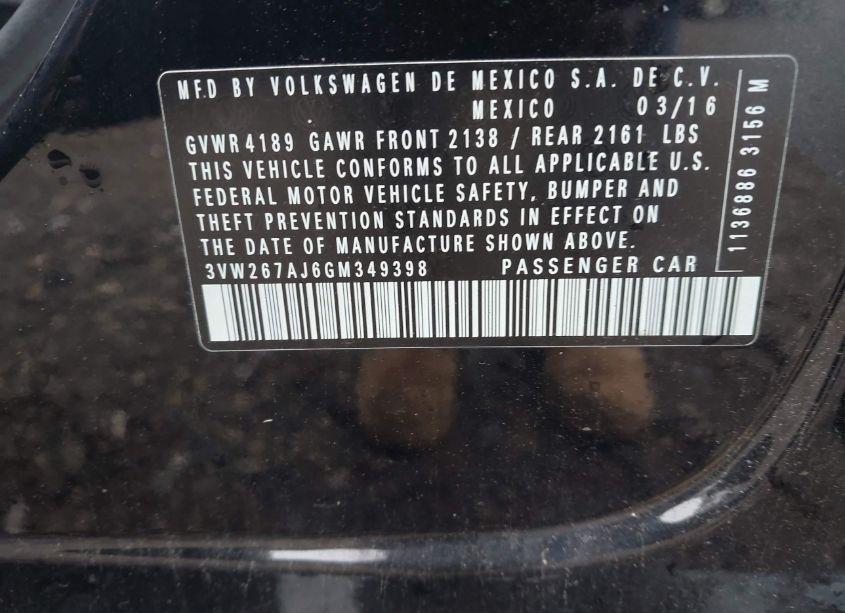 MFD BY VOLKSWAGEN DE MEXICO S.A. DE C.V.
MEXICO 03/16
GVWR 4189 GAWR FRONT 2138 / REAR 2161 LBS
THIS VEHICLE CONFORMS TO ALL APPLICABLE U.S.
FEDERAL MOTOR VEHICLE SAFETY, BUMPER AND
THEFT PREVENTION STANDARDS IN EFFECT ON
THE DATE OF MANUFACTURE SHOWN ABOVE.
3VW267AJ6GM349398 PASSENGER CAR
1136886 3156 M